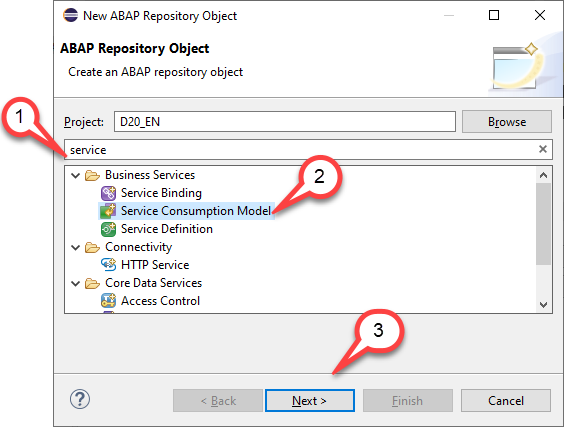 New ABAP Repository Object
ABAP Repository Object
Create an ABAP repository object
1
Project: D20_EN Browse
service
Business Services
2
Service Binding
Service Consumption Model
Service Definition
Connectivity
HTTP Service
Core Data Services
Access Control
3
< Back Next > Finish Cancel